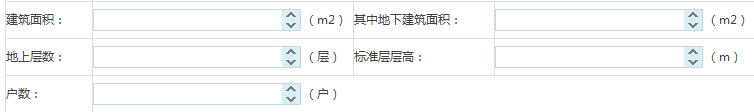 建筑面积： （m2） 其中地下建筑面积： （m2）
地上层数： （层） 标准层层高： （m）
户数： （户）